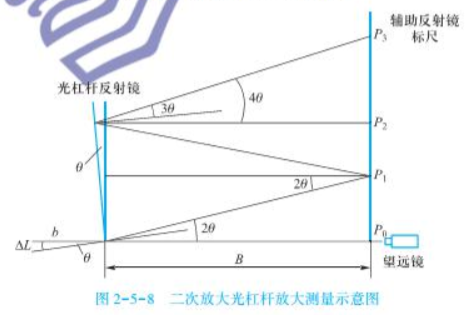 辅助反射镜
标尺
P3
光杠杆反射镜
3θ
4θ
P2
θ
2θ
P1
2θ
P0
b
ΔL
θ
B
望远镜
图 2-5-8 二次放大光杠杆放大测量示意图